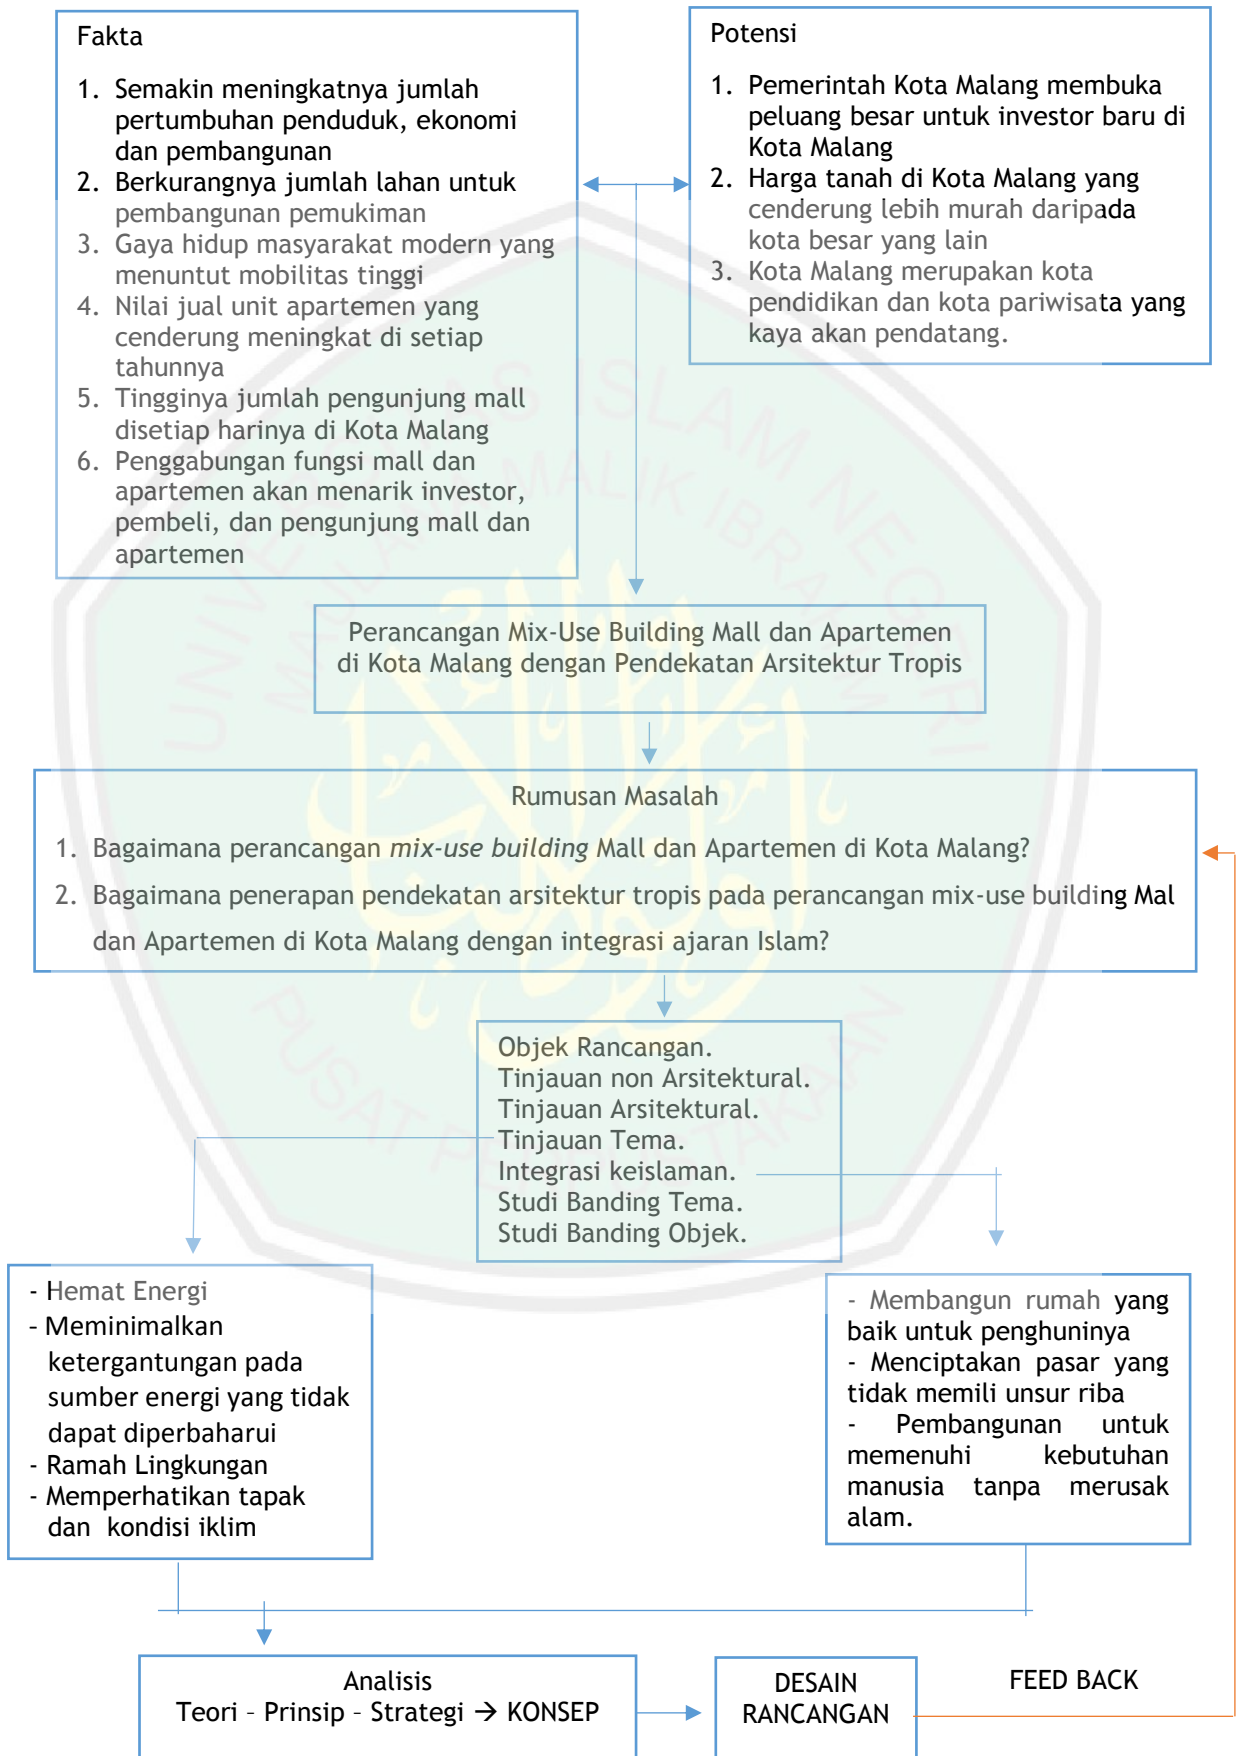 Fakta
1. Semakin meningkatnya jumlah
pertumbuhan penduduk, ekonomi
dan pembangunan
2. Berkurangnya jumlah lahan untuk
pembangunan pemukiman
3. Gaya hidup masyarakat modern yang
menuntut mobilitas tinggi
4. Nilai jual unit apartemen yang
cenderung meningkat di setiap
tahunnya
5. Tingginya jumlah pengunjung mall
disetiap harinya di Kota Malang
6. Penggabungan fungsi mall dan
apartemen akan menarik investor,
pembeli, dan pengunjung mall dan
apartemen
Potensi
1. Pemerintah Kota Malang membuka
peluang besar untuk investor baru di
Kota Malang
2. Harga tanah di Kota Malang yang
cenderung lebih murah daripada
kota besar yang lain
3. Kota Malang merupakan kota
pendidikan dan kota pariwisata yang
kaya akan pendatang.
Perancangan Mix-Use Building Mall dan Apartemen
di Kota Malang dengan Pendekatan Arsitektur Tropis
Rumusan Masalah
1. Bagaimana perancangan mix-use building Mall dan Apartemen di Kota Malang?
2. Bagaimana penerapan pendekatan arsitektur tropis pada perancangan mix-use building Mal
dan Apartemen di Kota Malang dengan integrasi ajaran Islam?
Objek Rancangan.
Tinjauan non Arsitektural.
Tinjauan Arsitektural.
Tinjauan Tema.
Integrasi keislaman.
Studi Banding Tema.
Studi Banding Objek.
- Hemat Energi
- Meminimalkan
ketergantungan pada
sumber energi yang tidak
dapat diperbaharui
- Ramah Lingkungan
- Memperhatikan tapak
dan kondisi iklim
- Membangun rumah yang
baik untuk penghuninya
- Menciptakan pasar yang
tidak memili unsur riba
- Pembangunan untuk
memenuhi kebutuhan
manusia tanpa merusak
alam.
Analisis
Teori - Prinsip - Strategi → KONSEP
DESAIN
RANCANGAN
FEED BACK
UNIVERSITAS ISLAM NEGERI
MAULANA MALIK IBRAHIM
PUSAT PERPUSTAKAAN